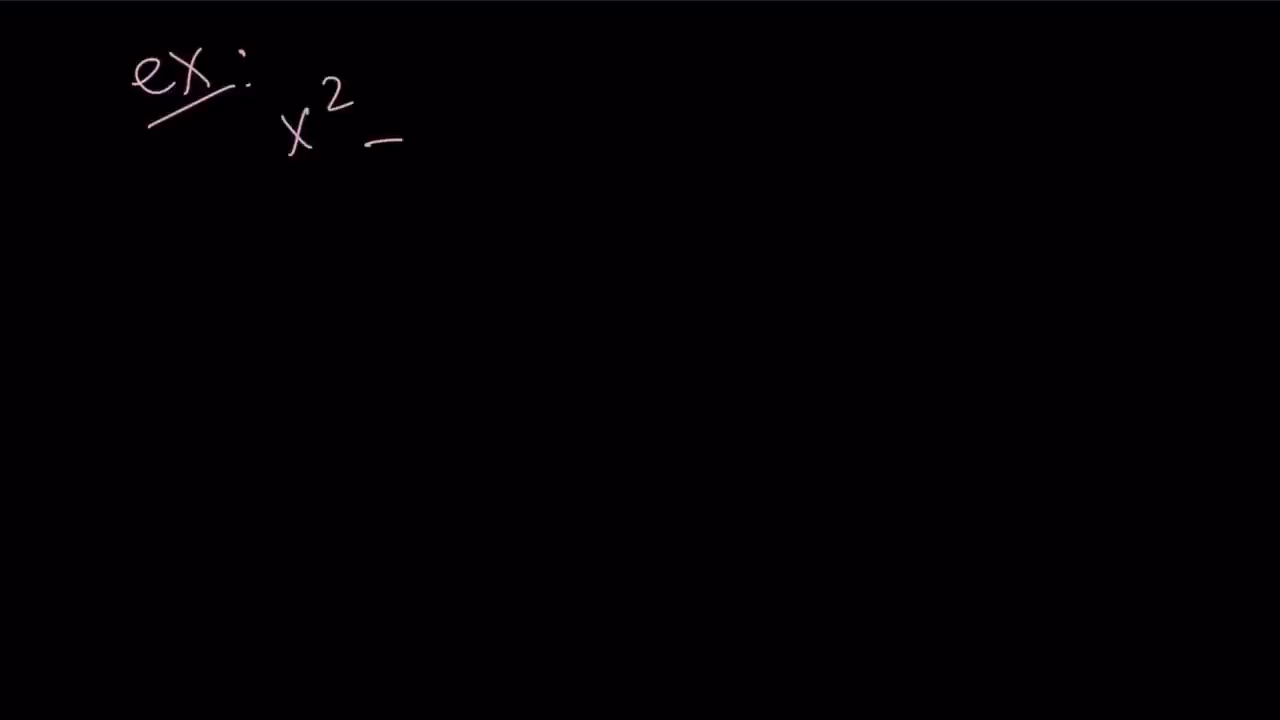 ex: x² –